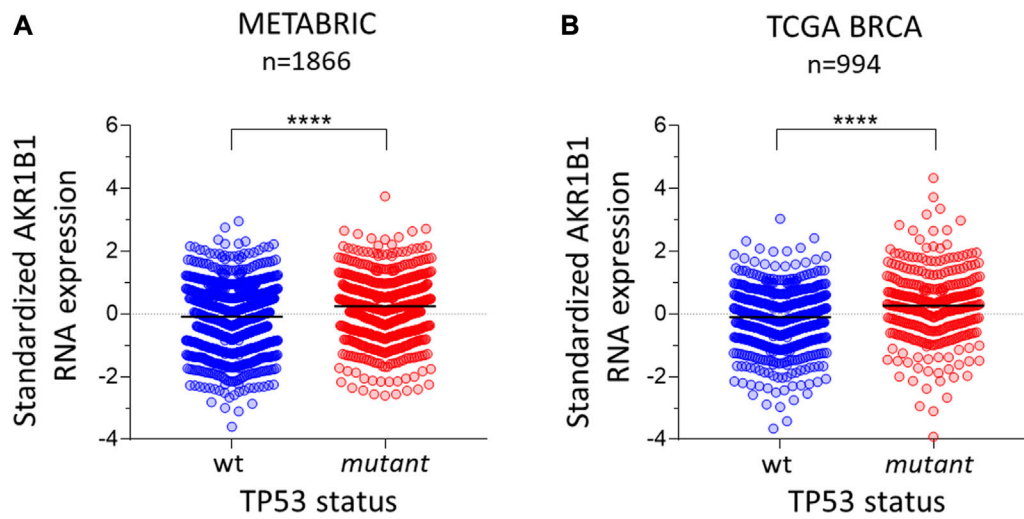 A
METABRIC
n=1866
****
Standardized AKR1B1
RNA expression
6
4
2
0
-2
-4
wt
mutant
TP53 status
B
TCGA BRCA
n=994
****
Standardized AKR1B1
RNA expression
6
4
2
0
-2
-4
wt
mutant
TP53 status